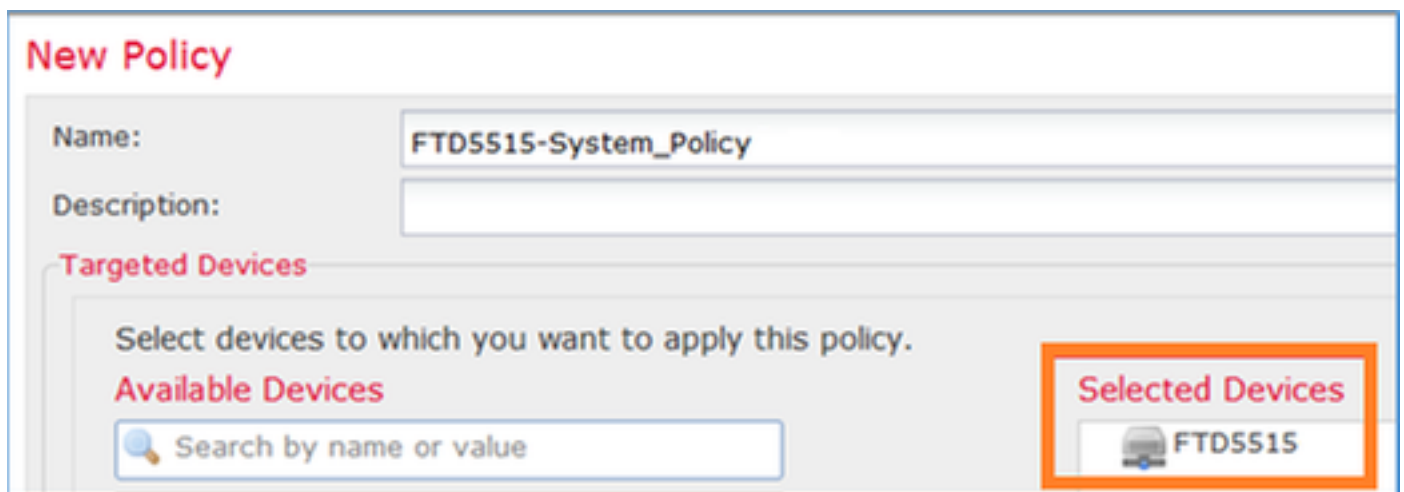 New Policy
Name: FTD5515-System_Policy
Description:
Targeted Devices
Select devices to which you want to apply this policy.
Available Devices
Search by name or value
Selected Devices
FTD5515